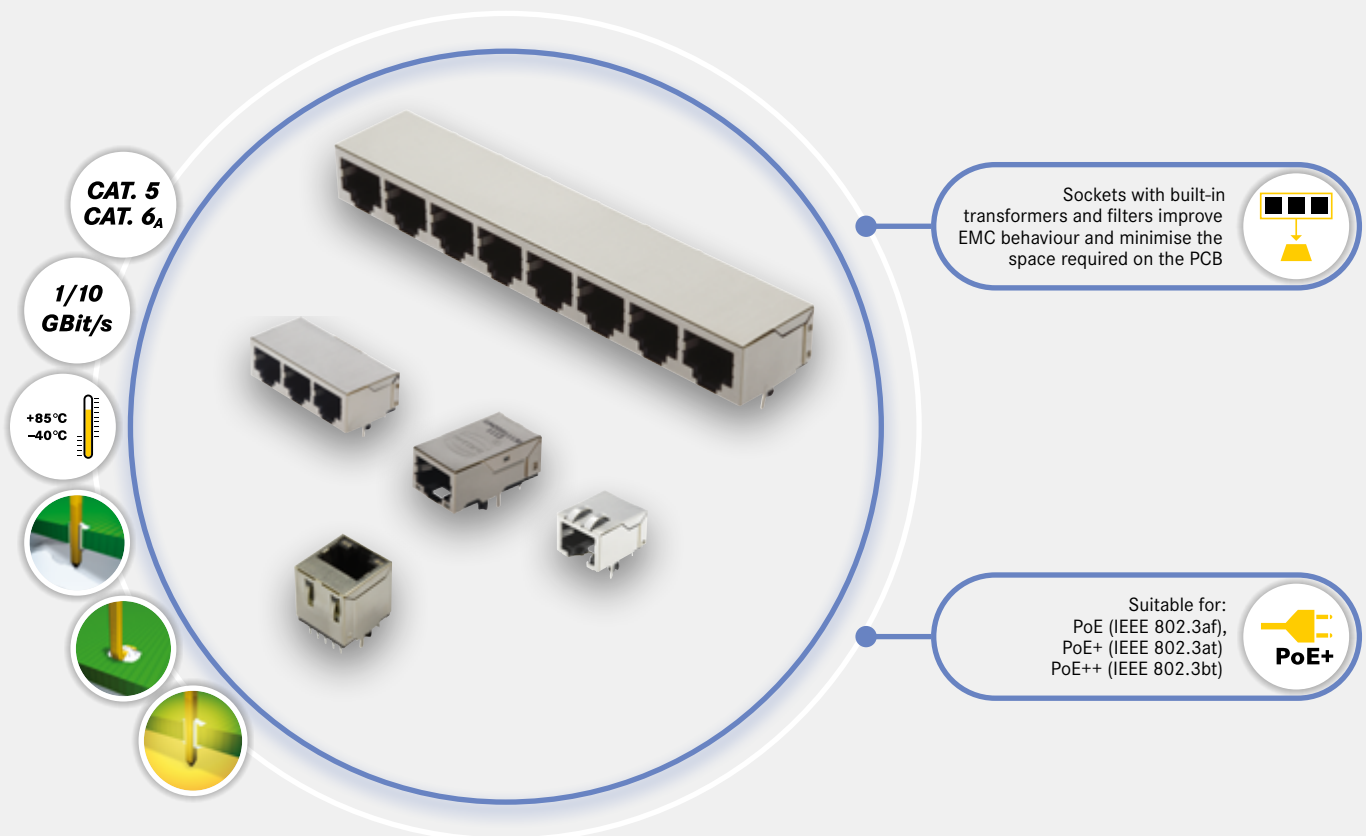 CAT. 5
CAT. 6A
1/10
GBit/s
+85°C
–40°C
Sockets with built-in
transformers and filters improve
EMC behaviour and minimise the
space required on the PCB
Suitable for:
PoE (IEEE 802.3af),
PoE+ (IEEE 802.3at)
PoE++ (IEEE 802.3bt)
PoE+